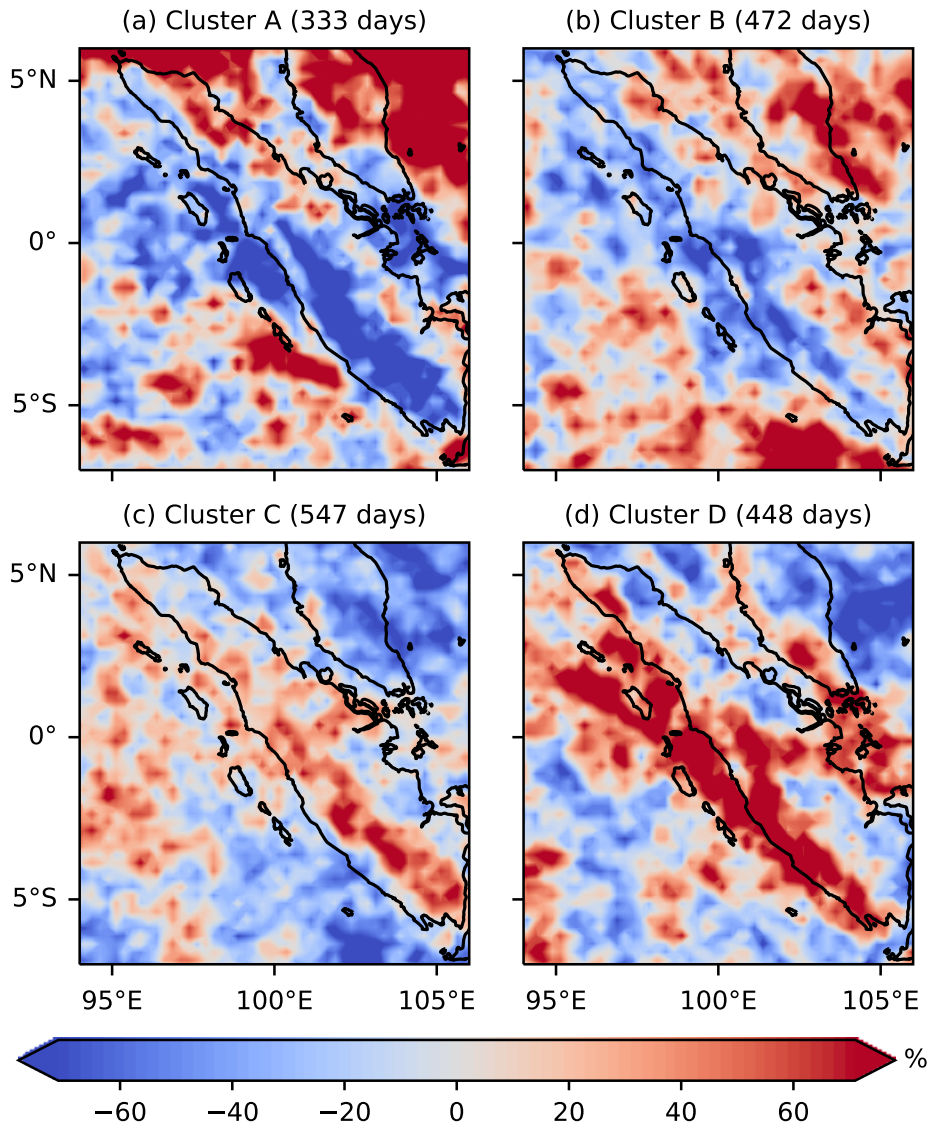 (a) Cluster A (333 days)
(b) Cluster B (472 days)
5°N
0°
5°S
(c) Cluster C (547 days)
(d) Cluster D (448 days)
5°N
0°
5°S
95°E
100°E
105°E
95°E
100°E
105°E
%
−60
−40
−20
0
20
40
60